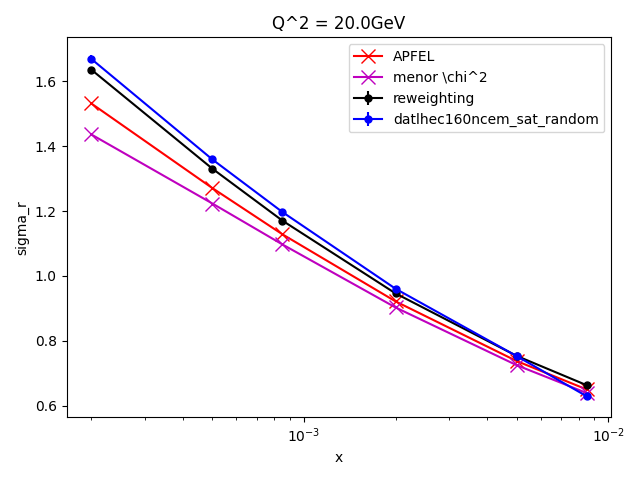 Q^2 = 20.0GeV
APFEL
menor \chi^2
reweighting
datlhec160ncem_sat_random
sigma_r
1.6
1.4
1.2
1.0
0.8
0.6
10⁻³
10⁻²
x